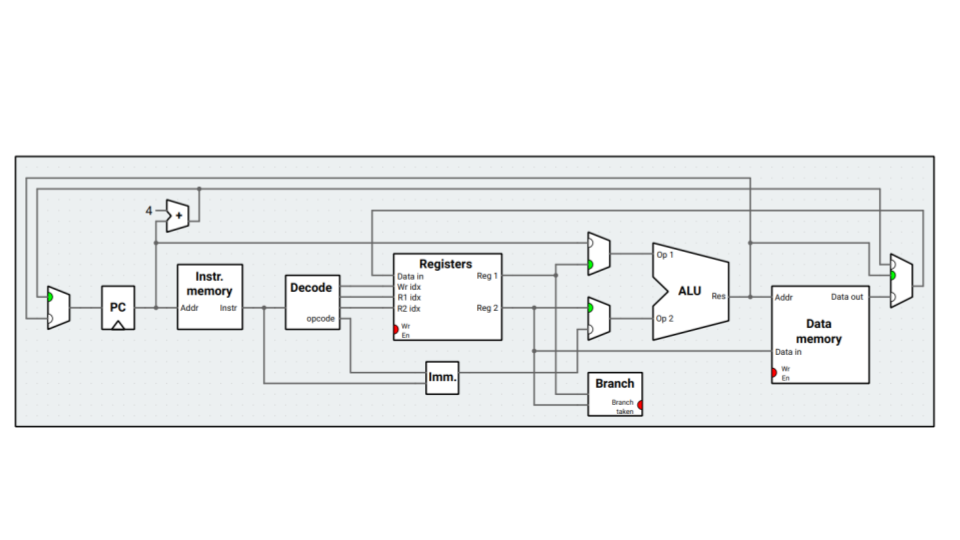 4
+
PC
Instr.
memory
Addr
Instr
Decode
opcode
Registers
Data in
Wr idx
R1 idx
R2 idx
Reg 1
Reg 2
Wr
En
Imm.
Op 1
ALU
Res
Op 2
Branch
Branch
taken
Addr
Data out
Data
memory
Data in
Wr
En